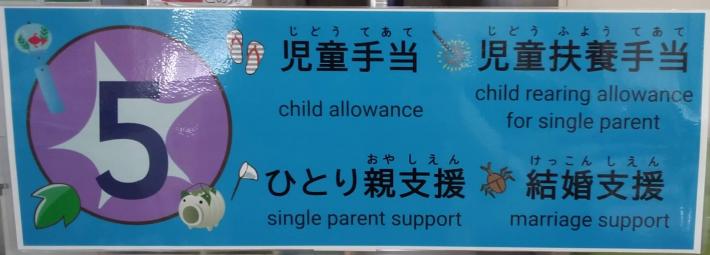 5
じどう てあて
児童手当
child allowance
じどう ふよう てあて
児童扶養手当
child rearing allowance
for single parent
おや しえん
ひとり親支援
single parent support
けっこん しえん
結婚支援
marriage support